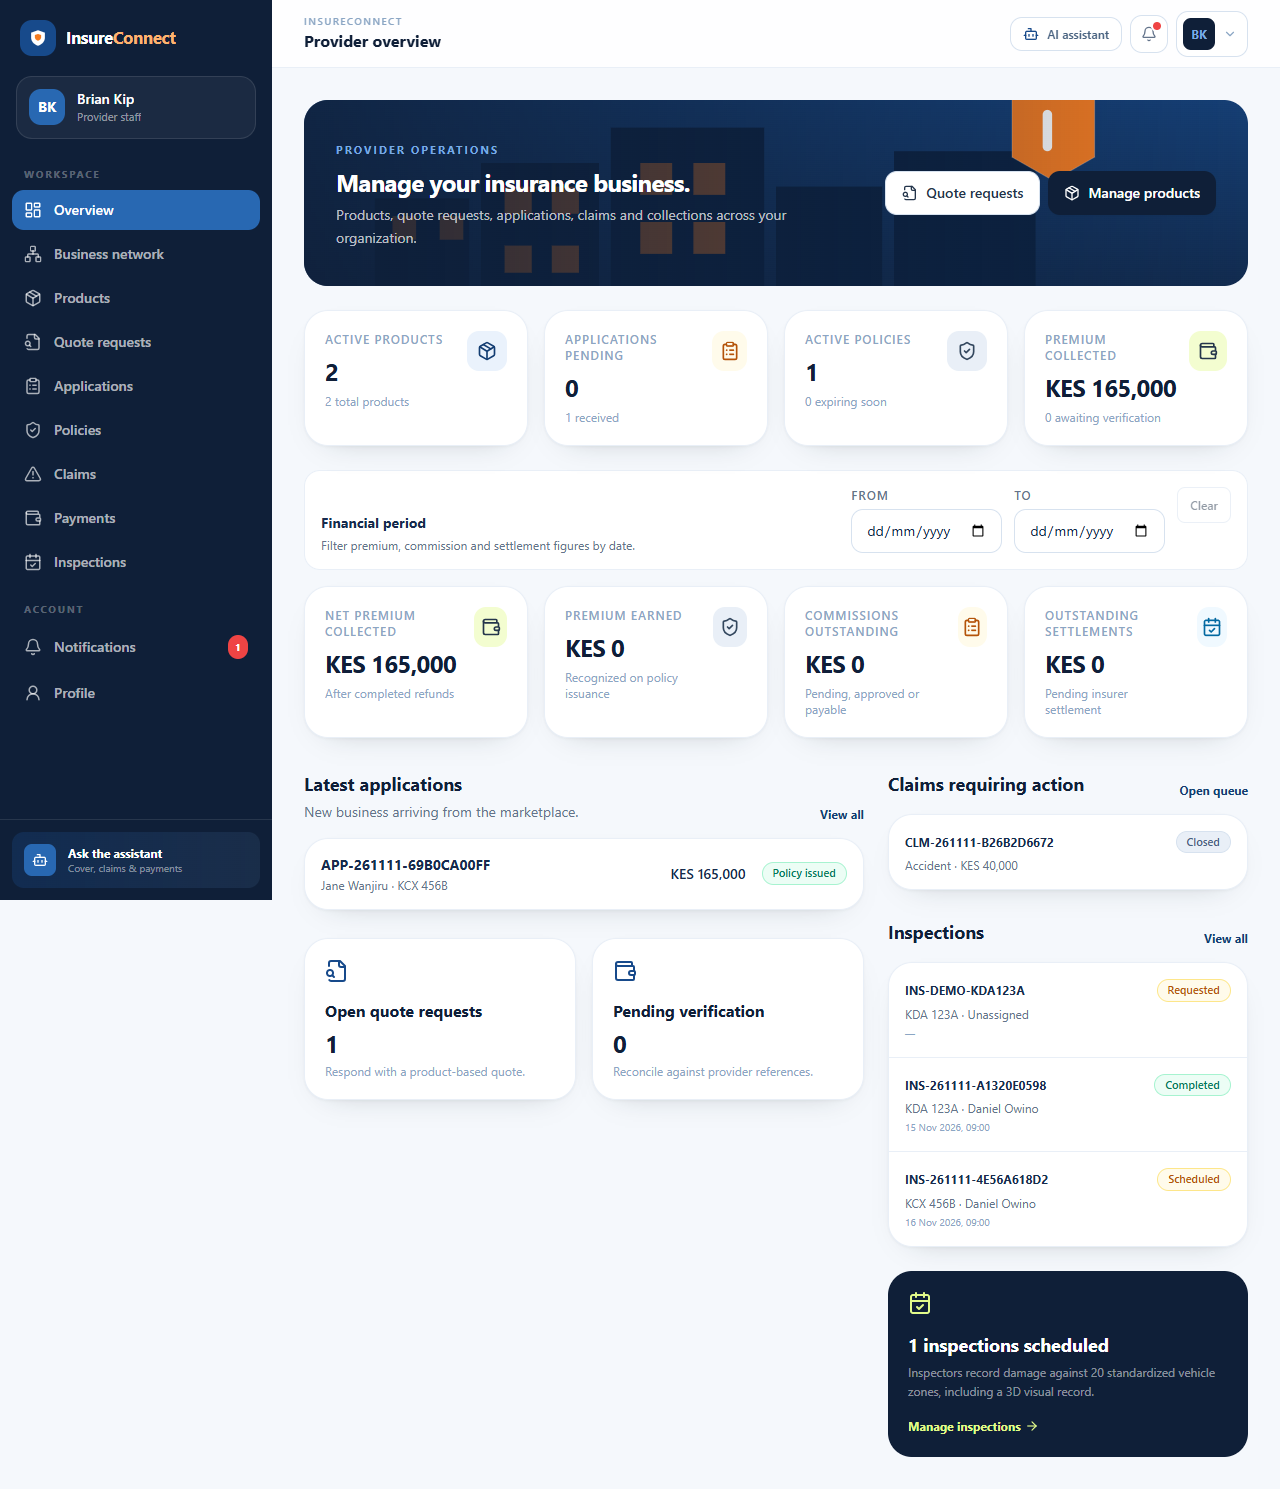 InsureConnect
BK
Brian Kip
Provider staff
WORKSPACE
Overview
Business network
Products
Quote requests
Applications
Policies
Claims
Payments
Inspections
ACCOUNT
Notifications
1
Profile
Ask the assistant
Cover, claims & payments
INSURECONNECT
Provider overview
AI assistant
BK
PROVIDER OPERATIONS
Manage your insurance business.
Products, quote requests, applications, claims and collections across your
organization.
Quote requests
Manage products
ACTIVE PRODUCTS
2
2 total products
APPLICATIONS
PENDING
0
1 received
ACTIVE POLICIES
1
0 expiring soon
PREMIUM
COLLECTED
KES 165,000
0 awaiting verification
Financial period
Filter premium, commission and settlement figures by date.
FROM
dd/mm/yyyy
TO
dd/mm/yyyy
Clear
NET PREMIUM
COLLECTED
KES 165,000
After completed refunds
PREMIUM EARNED
KES 0
Recognized on policy
issuance
COMMISSIONS
OUTSTANDING
KES 0
Pending, approved or
payable
OUTSTANDING
SETTLEMENTS
KES 0
Pending insurer
settlement
Latest applications
New business arriving from the marketplace.
View all
APP-261111-69B0CA00FF
Jane Wanjiru · KCX 456B
KES 165,000
Policy issued
Open quote requests
1
Respond with a product-based quote.
Pending verification
0
Reconcile against provider references.
Claims requiring action
Open queue
CLM-261111-B26B2D6672
Closed
Accident · KES 40,000
Inspections
View all
INS-DEMO-KDA123A
Requested
KDA 123A · Unassigned
—
INS-261111-A1320E0598
Completed
KDA 123A · Daniel Owino
15 Nov 2026, 09:00
INS-261111-4E56A618D2
Scheduled
KCX 456B · Daniel Owino
16 Nov 2026, 09:00
1 inspections scheduled
Inspectors record damage against 20 standardized vehicle
zones, including a 3D visual record.
Manage inspections →